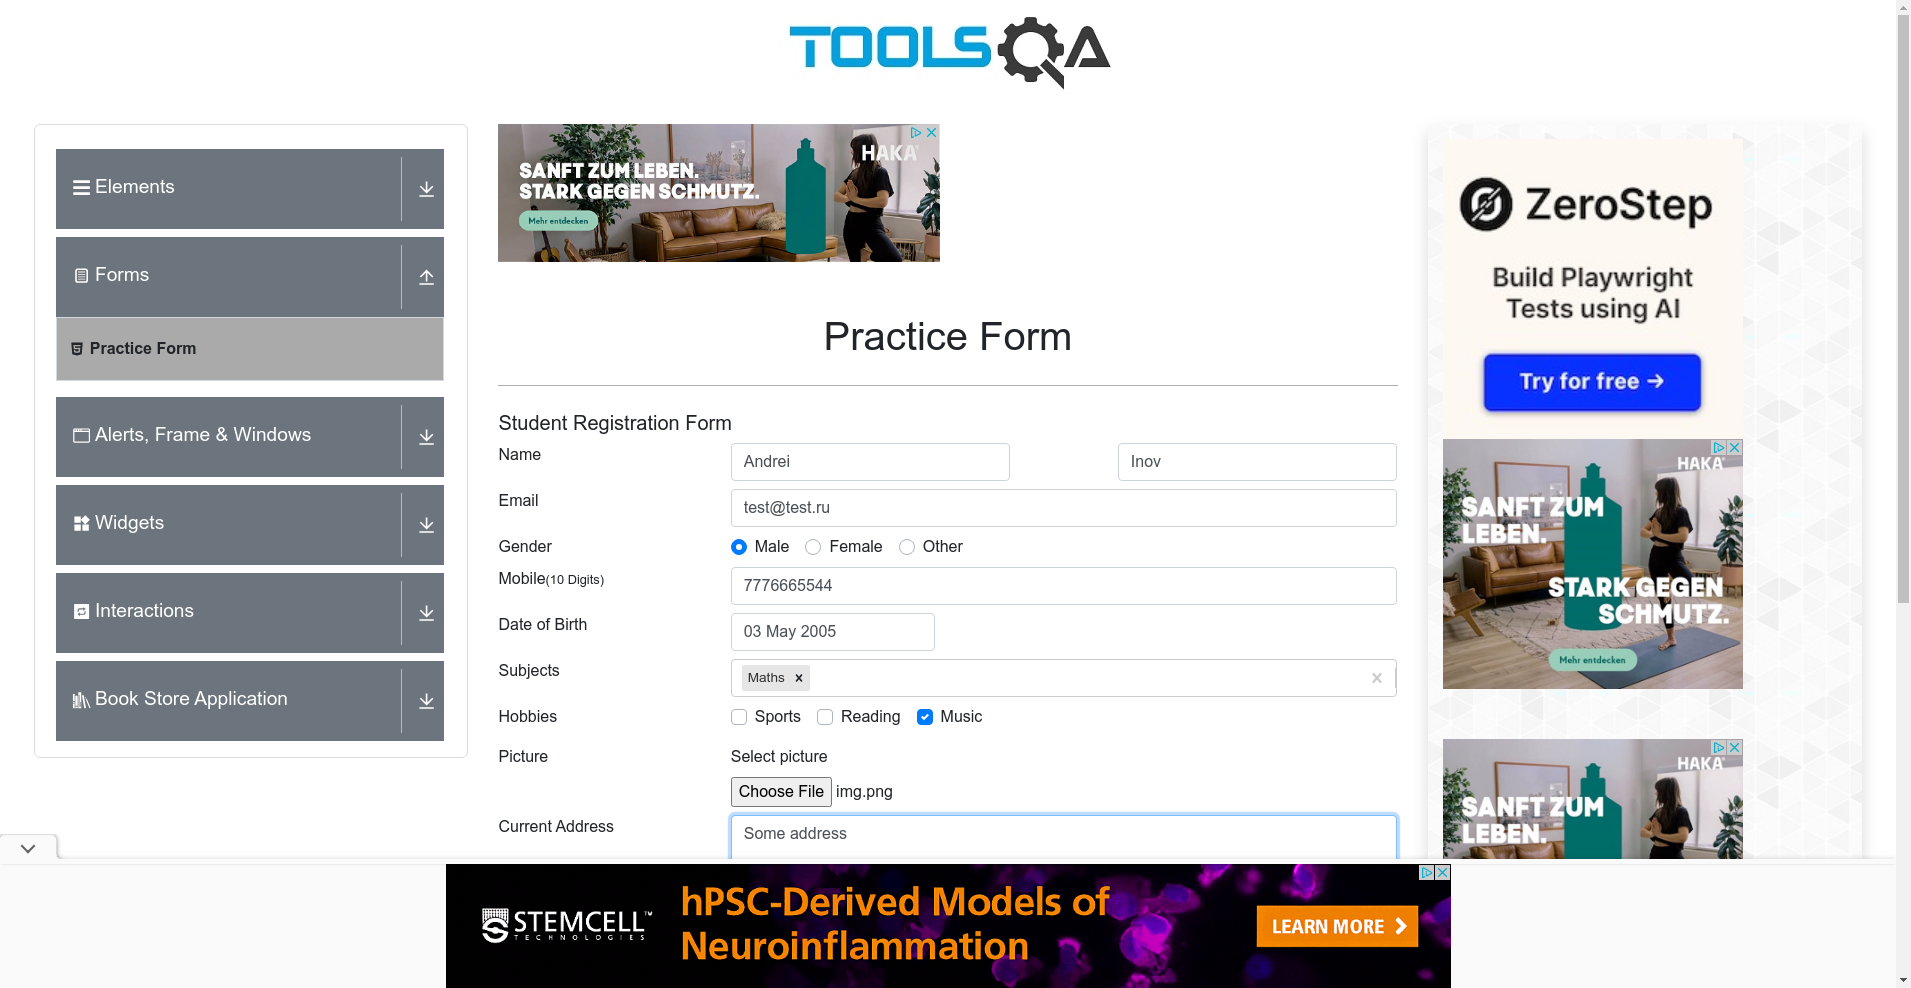 TOOLSQA
Elements
Forms
Practice Form
Alerts, Frame & Windows
Widgets
Interactions
Book Store Application
HAKA
SANFT ZUM LEBEN.
STARK GEGEN SCHMUTZ.
Mehr entdecken
Practice Form
Student Registration Form
Name
Andrei
Inov
Email
test@test.ru
Gender
Male
Female
Other
Mobile(10 Digits)
7776665544
Date of Birth
03 May 2005
Subjects
Maths
Hobbies
Sports
Reading
Music
Picture
Select picture
Choose File img.png
Current Address
Some address
ZeroStep
Build Playwright
Tests using AI
Try for free →
HAKA
SANFT ZUM
LEBEN.
STARK GEGEN
SCHMUTZ.
Mehr entdecken
HAKA
SANFT ZUM
LEBEN.
STEMCELL™
TECHNOLOGIES
hPSC-Derived Models of
Neuroinflammation
LEARN MORE